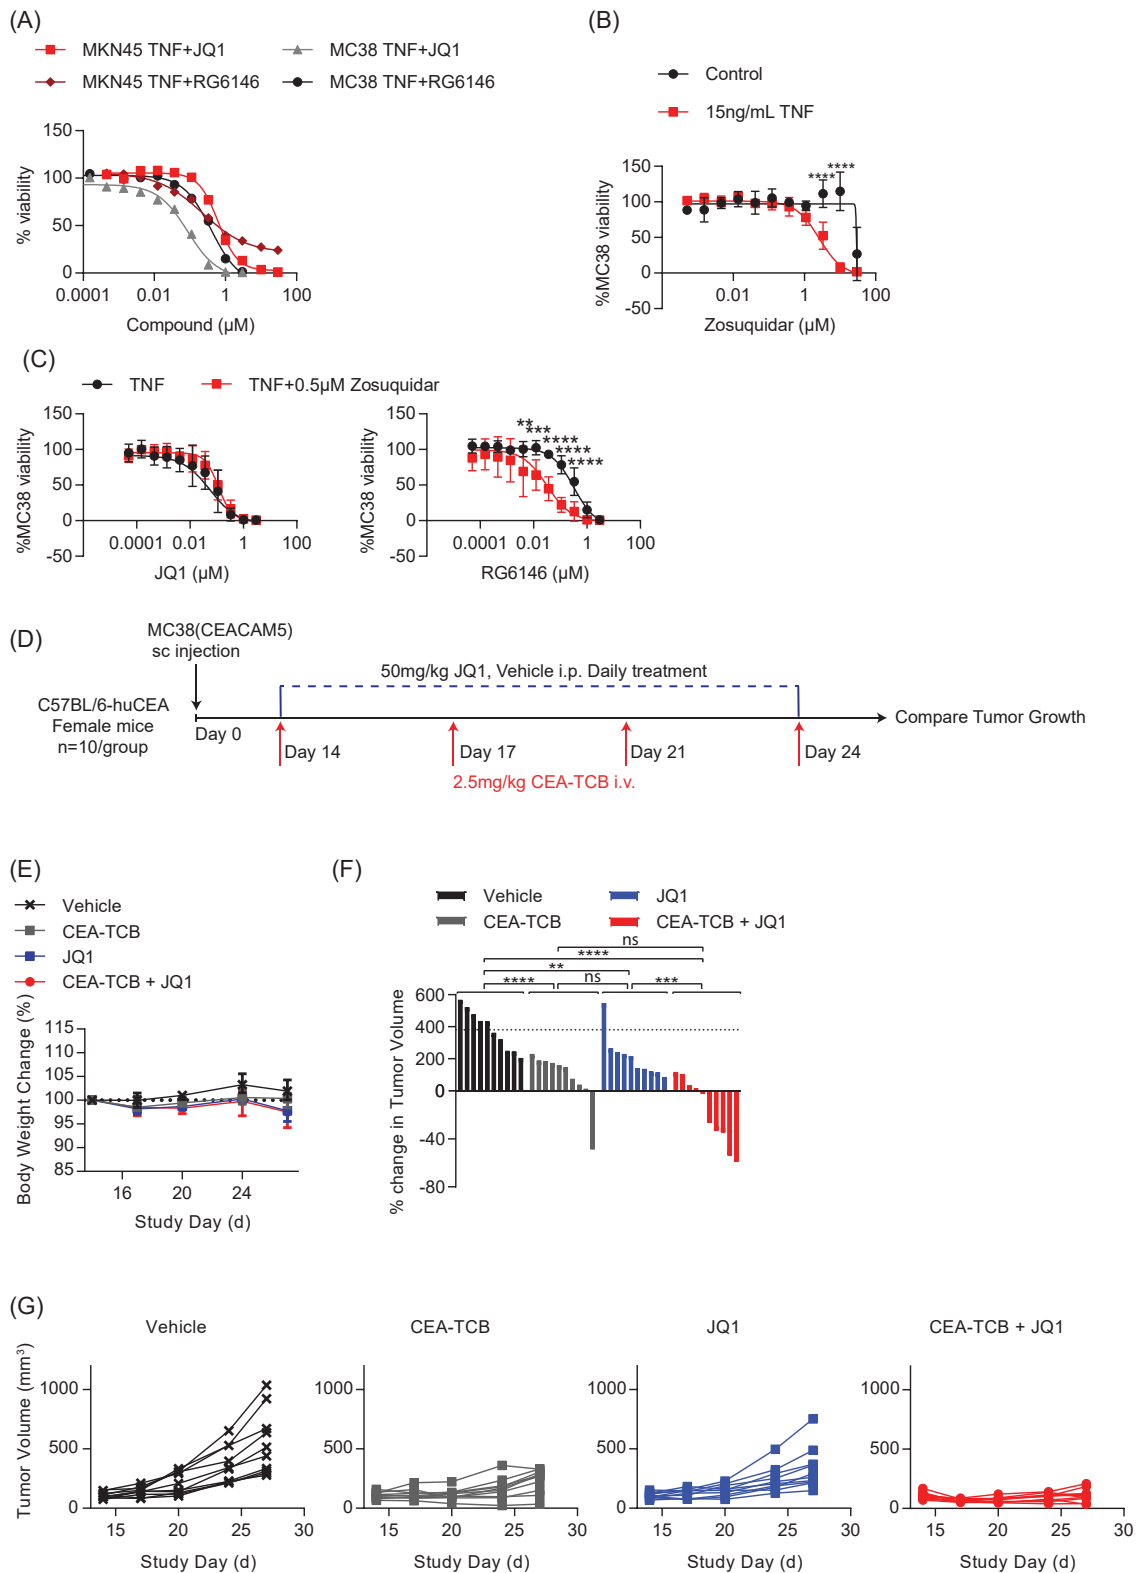 (A)
MKN45 TNF+JQ1
MC38 TNF+JQ1
MKN45 TNF+RG6146
MC38 TNF+RG6146
150
100
50
0
0.0001
0.01
1
100
% viability
Compound (µM)
(B)
Control
15ng/mL TNF
150
100
50
0
-50
0.01
1
100
%MC38 viability
Zosuquidar (µM)
****
****
(C)
TNF
TNF+0.5µM Zosuquidar
150
100
50
0
-50
0.0001
0.01
1
100
%MC38 viability
JQ1 (µM)
150
100
50
0
-50
0.0001
0.01
1
100
%MC38 viability
RG6146 (µM)
**
***
****
****
****
(D)
MC38(CEACAM5)
sc injection
50mg/kg JQ1, Vehicle i.p. Daily treatment
C57BL/6-huCEA
Female mice
n=10/group
Day 0
Day 14
Day 17
Day 21
Day 24
Compare Tumor Growth
2.5mg/kg CEA-TCB i.v.
(E)
Vehicle
CEA-TCB
JQ1
CEA-TCB + JQ1
115
110
105
100
95
90
85
16
20
24
Body Weight Change (%)
Study Day (d)
(F)
Vehicle
JQ1
CEA-TCB
CEA-TCB + JQ1
ns
****
**
****
ns
***
600
400
200
0
-40
-80
% change in Tumor Volume
(G)
Vehicle
CEA-TCB
JQ1
CEA-TCB + JQ1
Tumor Volume (mm³)
1000
500
0
15
20
25
30
Study Day (d)
1000
500
0
15
20
25
30
Study Day (d)
1000
500
0
15
20
25
30
Study Day (d)
1000
500
0
15
20
25
30
Study Day (d)